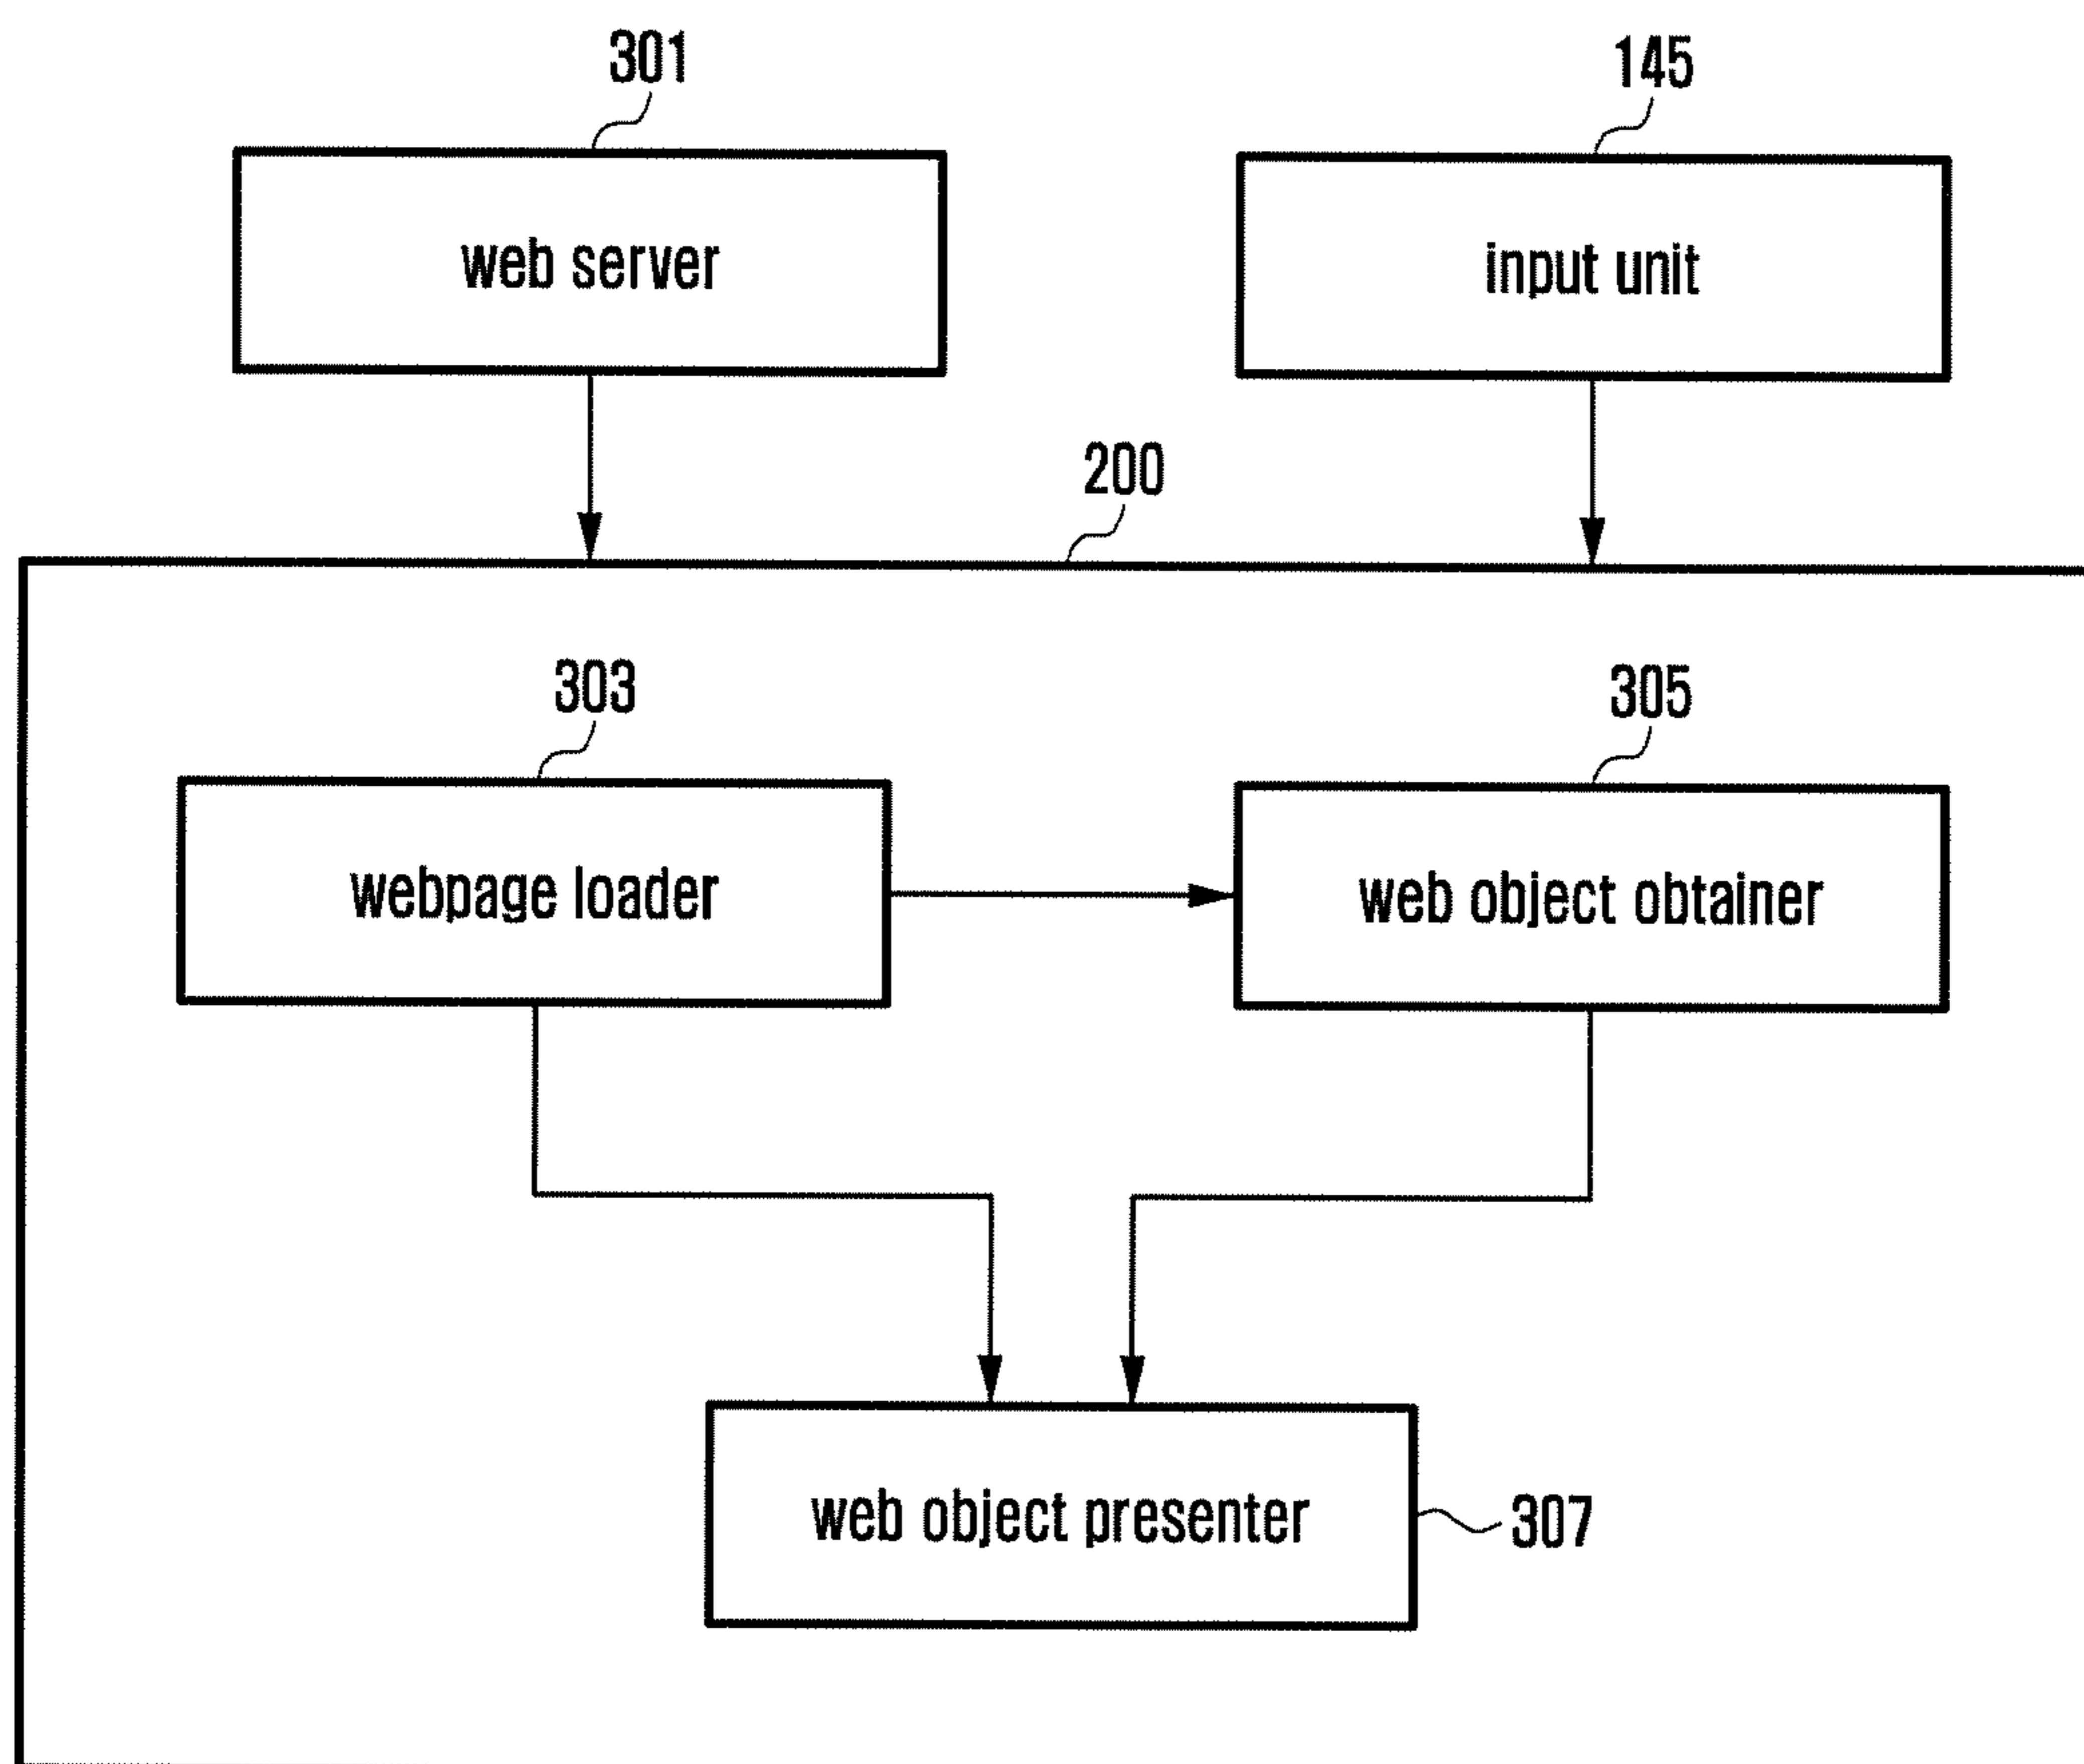 301
145
web server
input unit
200
303
305
webpage loader
web object obtainer
web object presenter
307